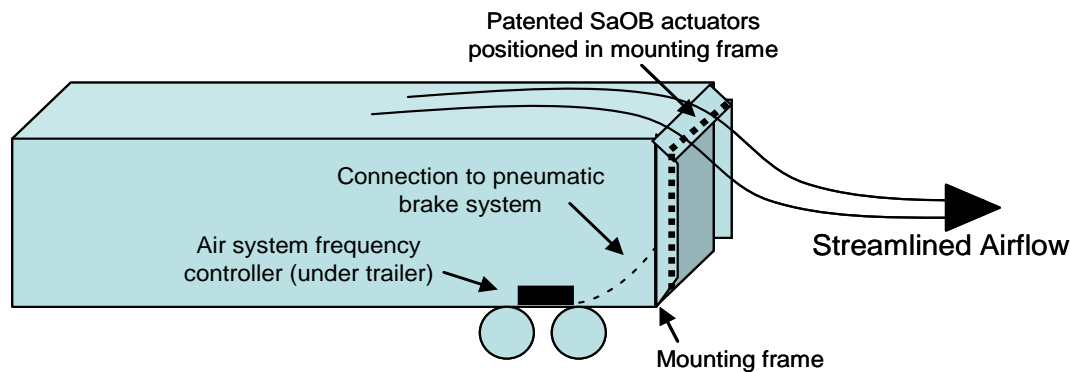 Patented SaOB actuators
positioned in mounting frame
Connection to pneumatic
brake system
Air system frequency
controller (under trailer)
Streamlined Airflow
Mounting frame